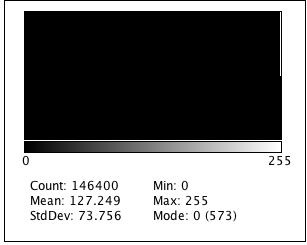 0 255
Count: 146400 Min: 0
Mean: 127.249 Max: 255
StdDev: 73.756 Mode: 0 (573)